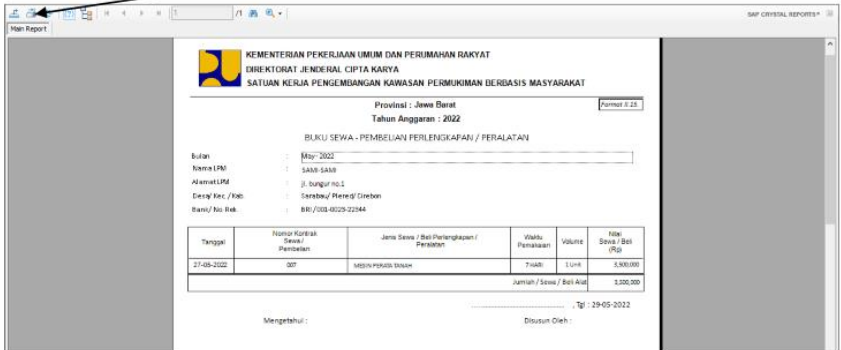 1 /1 SAP CRYSTAL REPORTS
Main Report
KEMENTERIAN PEKERJAAN UMUM DAN PERUMAHAN RAKYAT
DIREKTORAT JENDERAL CIPTA KARYA
SATUAN KERJA PENGEMBANGAN KAWASAN PERMUKIMAN BERBASIS MASYARAKAT
Provinsi : Jawa Barat
Tahun Anggaran : 2022
BUKU SEWA - PEMBELIAN PERLENGKAPAN / PERALATAN
Bulan : May- 2022
Nama LPM : SAMI-SAMI
Alamat LPM : jl. bungur no.1
Desa/ Kec. / Kab. : Sarabau/ Plered/ Cirebon
Bank/ No Rek. : BRI /001-0029-22344
Tanggal Nomor Kontrak Sewa / Pembelian Jenis Sewa / Beli Perlengkapan / Peralatan Waktu Pemakaian Volume Nilai Sewa / Beli (Rp)
27-05-2022 007 MESIN PERATA TANAH 7 HARI 1 Unit 3,500,000
Jumlah / Sewa / Beli Alat 3,500,000
, Tgl : 29-05-2022
Mengetahui : Disusun Oleh :